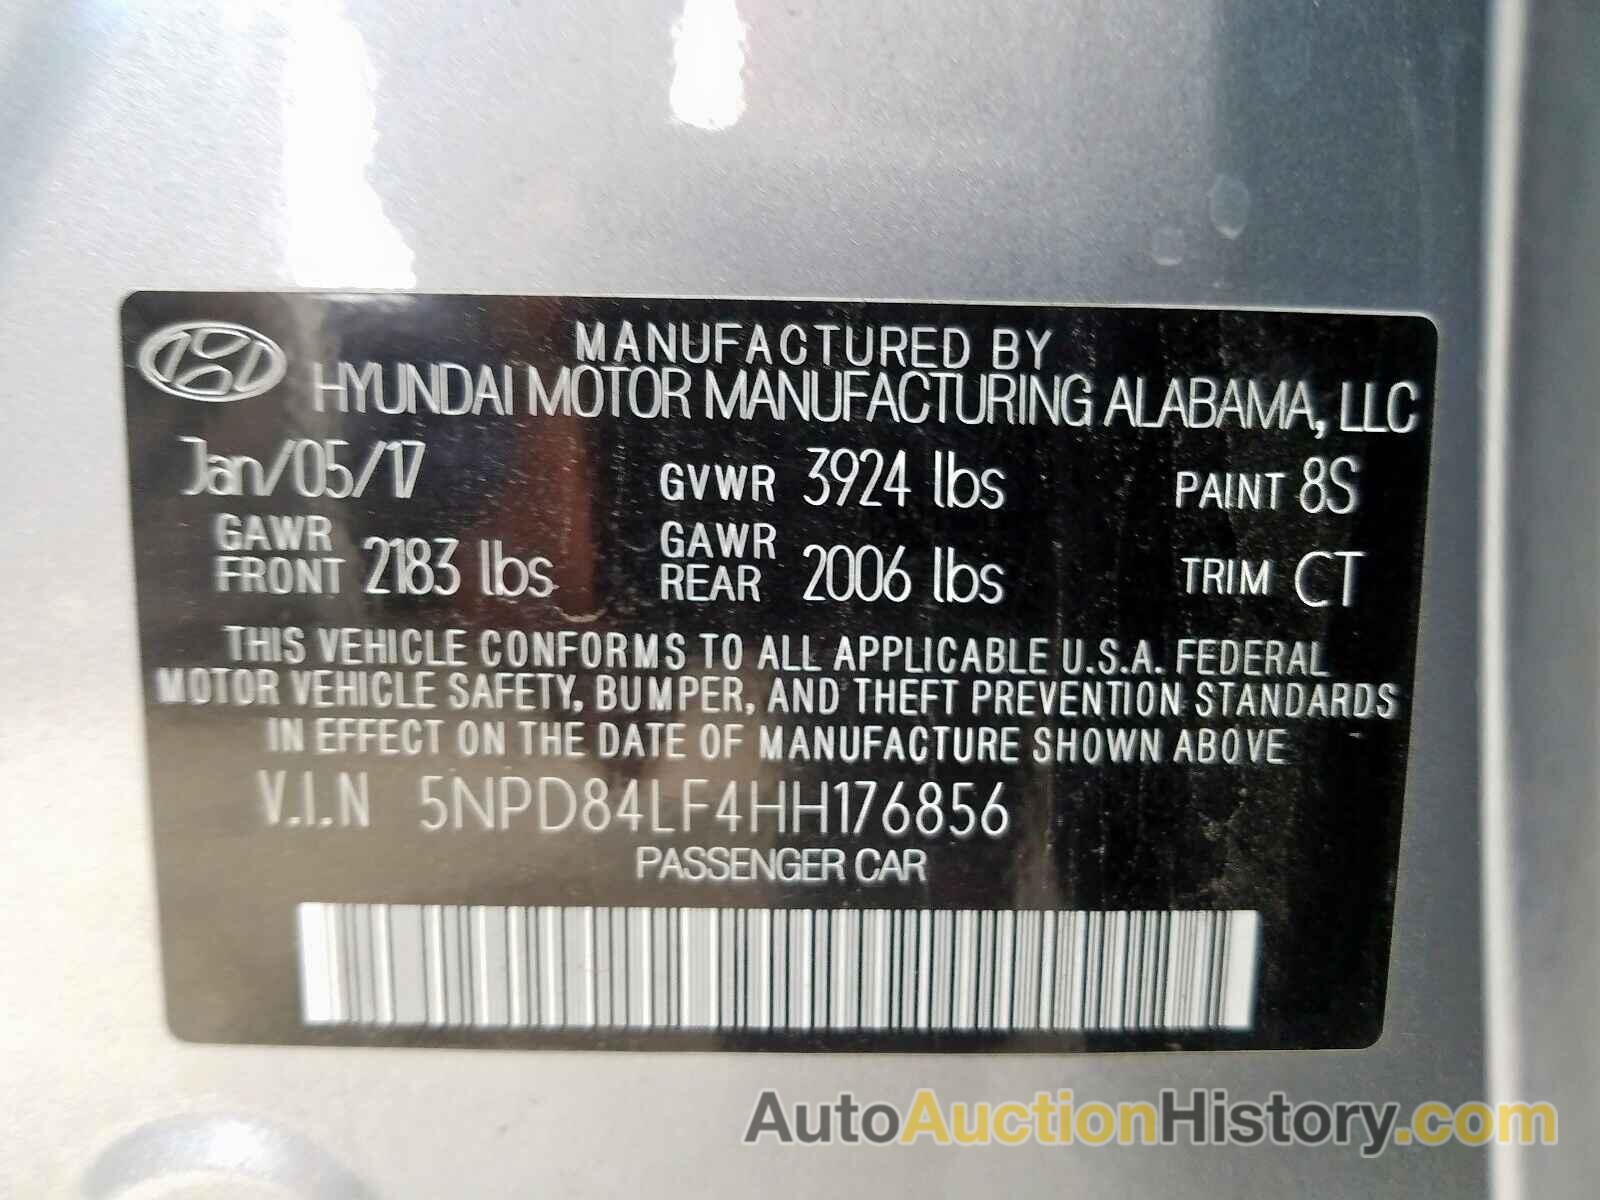 MANUFACTURED BY
HYUNDAI MOTOR MANUFACTURING ALABAMA, LLC
Jan/05/17 GVWR 3924 lbs PAINT 8S
GAWR FRONT 2183 lbs GAWR REAR 2006 lbs TRIM CT
THIS VEHICLE CONFORMS TO ALL APPLICABLE U.S.A. FEDERAL
MOTOR VEHICLE SAFETY, BUMPER, AND THEFT PREVENTION STANDARDS
IN EFFECT ON THE DATE OF MANUFACTURE SHOWN ABOVE
V.I.N 5NPD84LF4HH176856
PASSENGER CAR
AutoAuctionHistory.com